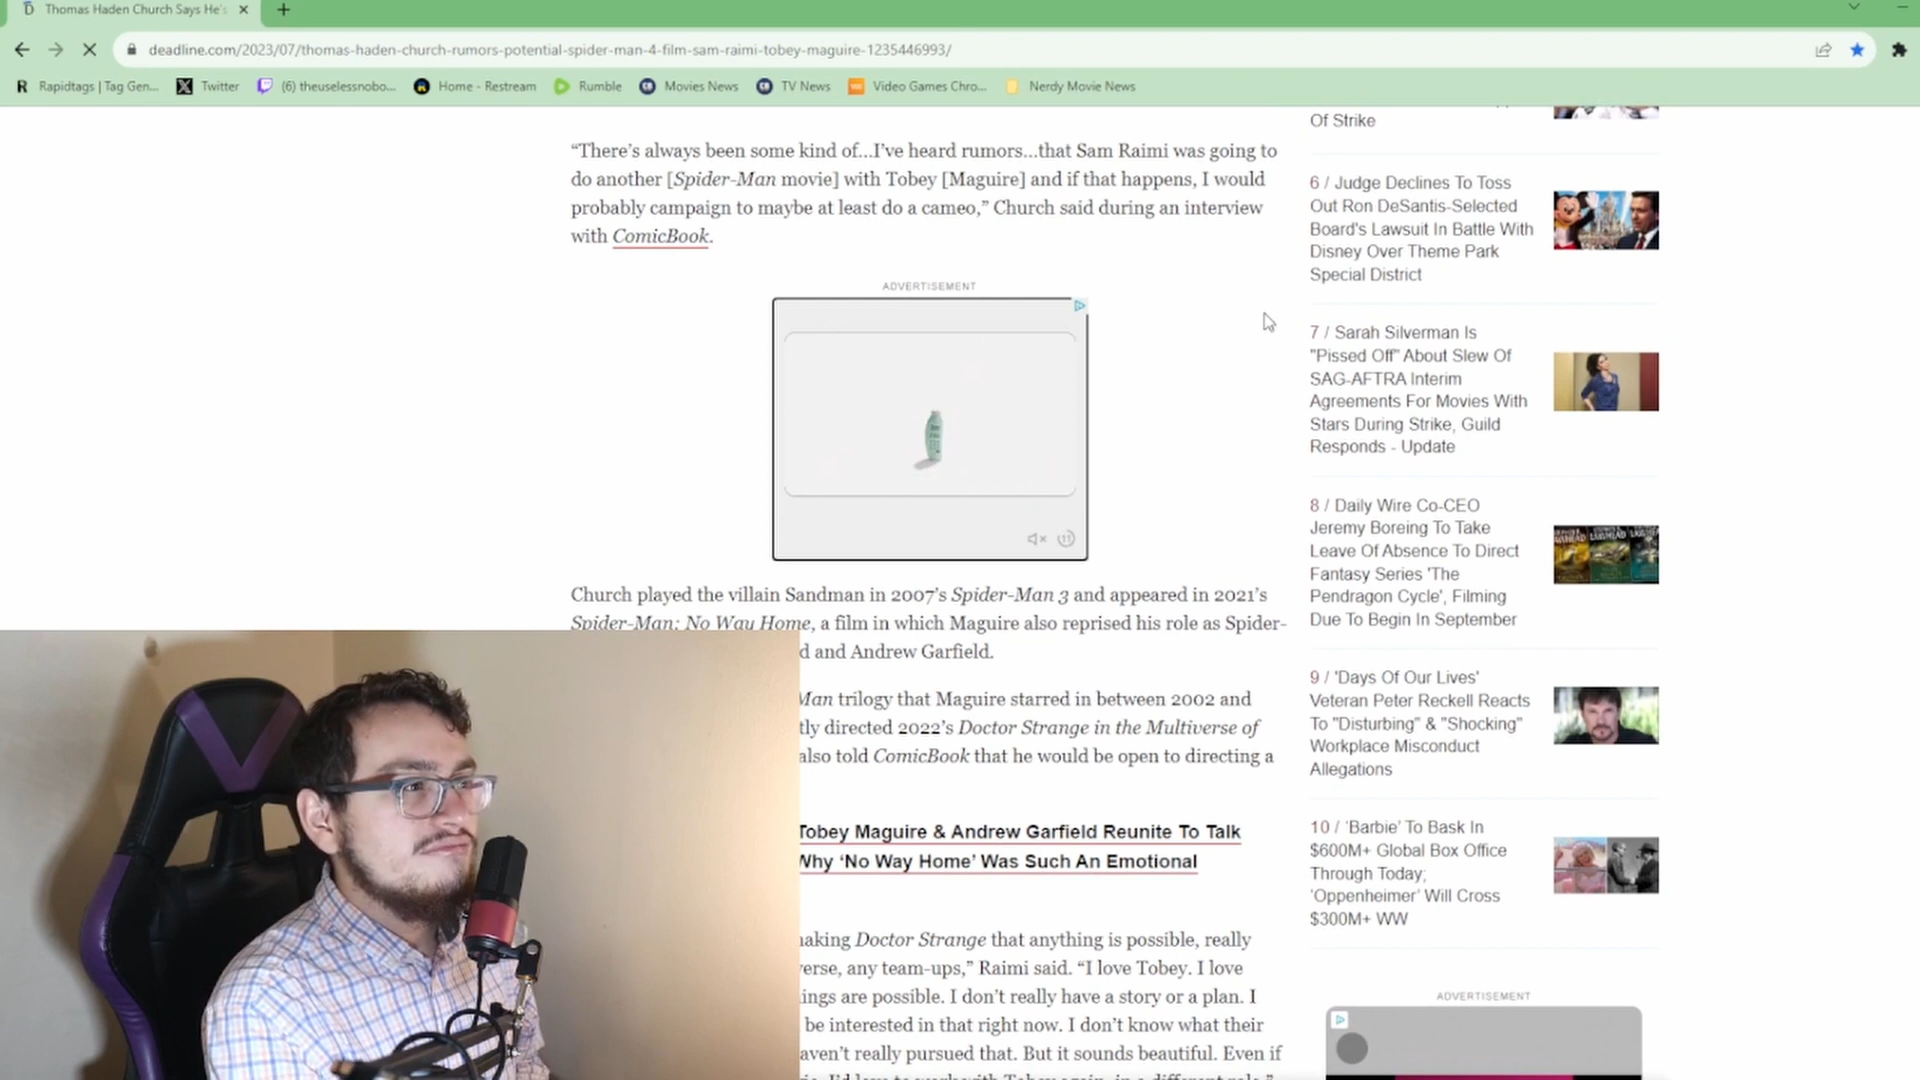 Thomas Haden Church Says He's
deadline.com/2023/07/thomas-haden-church-rumors-potential-spider-man-4-film-sam-raimi-tobey-maguire-1235446993/
Rapidtags | Tag Gen... Twitter (6) theuselessnobo... Home - Restream Rumble Movies News TV News Video Games Chro... Nerdy Movie News
“There’s always been some kind of...I’ve heard rumors...that Sam Raimi was going to
do another [Spider-Man movie] with Tobey [Maguire] and if that happens, I would
probably campaign to maybe at least do a cameo,” Church said during an interview
with ComicBook.
ADVERTISEMENT
11
Church played the villain Sandman in 2007’s Spider-Man 3 and appeared in 2021’s
Spider-Man: No Way Home, a film in which Maguire also reprised his role as Spider-
d and Andrew Garfield.
Man trilogy that Maguire starred in between 2002 and
tly directed 2022’s Doctor Strange in the Multiverse of
also told ComicBook that he would be open to directing a
Tobey Maguire & Andrew Garfield Reunite To Talk
Why ‘No Way Home’ Was Such An Emotional
aking Doctor Strange that anything is possible, really
erse, any team-ups,” Raimi said. “I love Tobey. I love
ings are possible. I don’t really have a story or a plan. I
be interested in that right now. I don’t know what their
aven’t really pursued that. But it sounds beautiful. Even if
Of Strike
6 / Judge Declines To Toss
Out Ron DeSantis-Selected
Board's Lawsuit In Battle With
Disney Over Theme Park
Special District
7 / Sarah Silverman Is
"Pissed Off" About Slew Of
SAG-AFTRA Interim
Agreements For Movies With
Stars During Strike, Guild
Responds - Update
8 / Daily Wire Co-CEO
Jeremy Boreing To Take
Leave Of Absence To Direct
Fantasy Series 'The
Pendragon Cycle', Filming
Due To Begin In September
9 / 'Days Of Our Lives'
Veteran Peter Reckell Reacts
To "Disturbing" & "Shocking"
Workplace Misconduct
Allegations
10 / ‘Barbie’ To Bask In
$600M+ Global Box Office
Through Today;
‘Oppenheimer’ Will Cross
$300M+ WW
ADVERTISEMENT